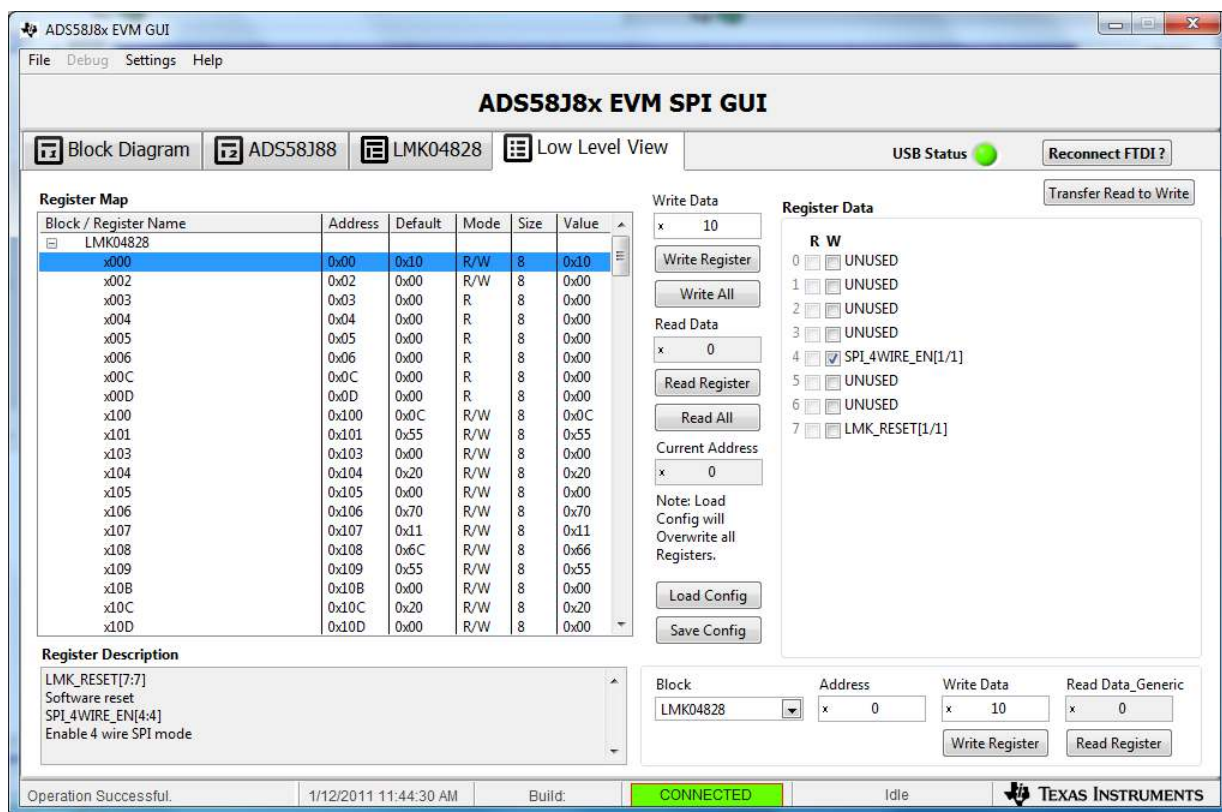 ADS58J8x EVM GUI
File Debug Settings Help
ADS58J8x EVM SPI GUI
Block Diagram ADS58J88 LMK04828 Low Level View USB Status Reconnect FTDI ?
Transfer Read to Write
Register Map
Block / Register Name Address Default Mode Size Value
LMK04828
x000 0x00 0x10 R/W 8 0x10
x002 0x02 0x00 R/W 8 0x00
x003 0x03 0x00 R 8 0x00
x004 0x04 0x00 R 8 0x00
x005 0x05 0x00 R 8 0x00
x006 0x06 0x00 R 8 0x00
x00C 0x0C 0x00 R 8 0x00
x00D 0x0D 0x00 R 8 0x00
x100 0x100 0x0C R/W 8 0x0C
x101 0x101 0x55 R/W 8 0x55
x103 0x103 0x00 R/W 8 0x00
x104 0x104 0x20 R/W 8 0x20
x105 0x105 0x00 R/W 8 0x00
x106 0x106 0x70 R/W 8 0x70
x107 0x107 0x11 R/W 8 0x11
x108 0x108 0x6C R/W 8 0x66
x109 0x109 0x55 R/W 8 0x55
x10B 0x10B 0x00 R/W 8 0x00
x10C 0x10C 0x20 R/W 8 0x20
x10D 0x10D 0x00 R/W 8 0x00
Write Data
x 10
Write Register
Write All
Read Data
x 0
Read Register
Read All
Current Address
x 0
Note: Load
Config will
Overwrite all
Registers.
Load Config
Save Config
Register Data
R W
0 UNUSED
1 UNUSED
2 UNUSED
3 UNUSED
4 SPI_4WIRE_EN[1/1]
5 UNUSED
6 UNUSED
7 LMK_RESET[1/1]
Register Description
LMK_RESET[7:7]
Software reset
SPI_4WIRE_EN[4:4]
Enable 4 wire SPI mode
Block Address Write Data Read Data_Generic
LMK04828 x 0 x 10 x 0
Write Register Read Register
Operation Successful. 1/12/2011 11:44:30 AM Build: CONNECTED Idle TEXAS INSTRUMENTS